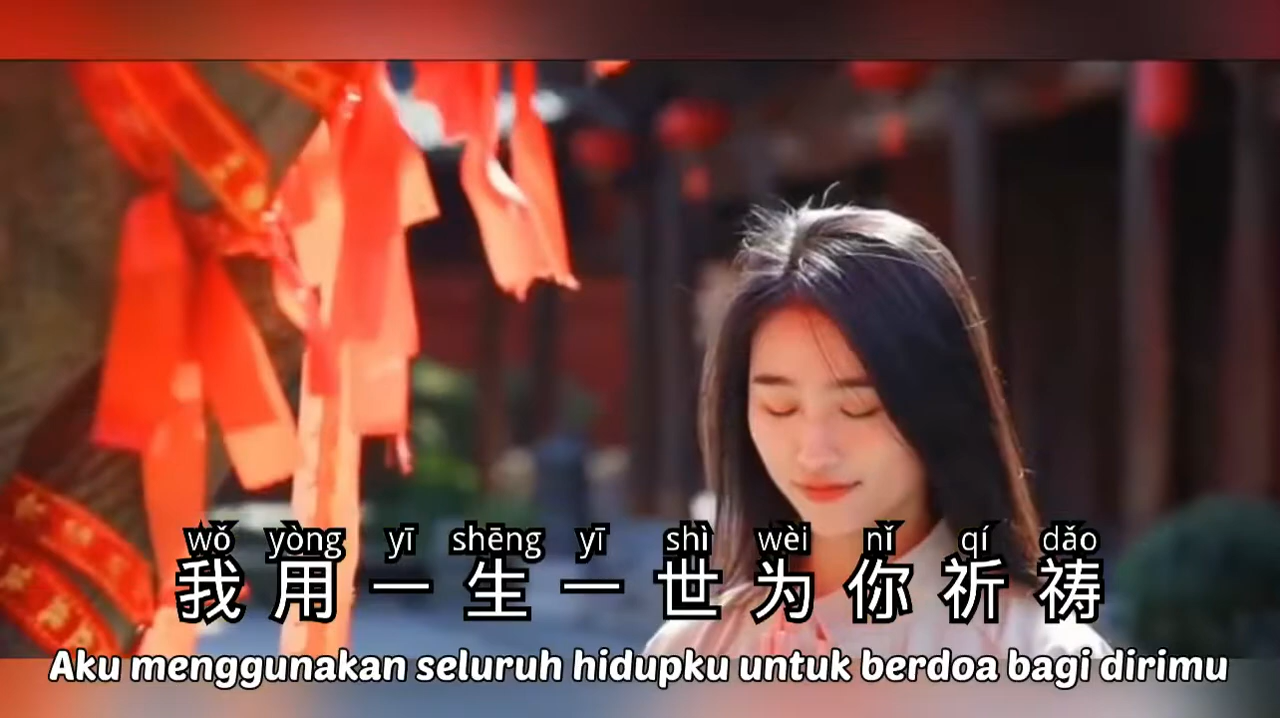 wǒ yòng yī shēng yī shì wèi nǐ qí dǎo
我用一生一世为你祈祷
Aku menggunakan seluruh hidupku untuk berdoa bagi dirimu